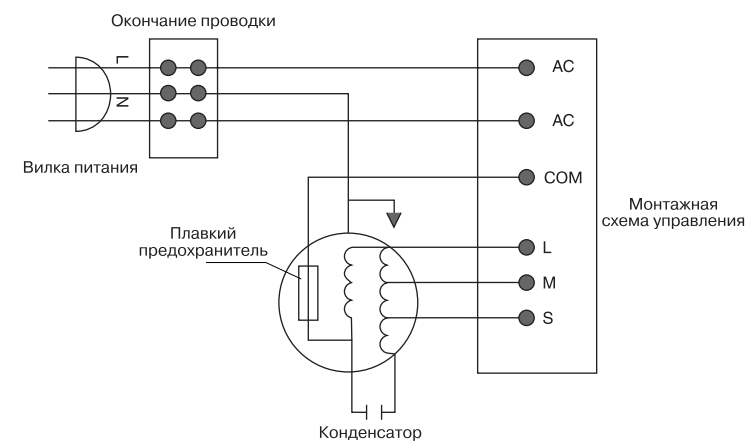 Окончание проводки
L
N
Вилка питания
AC
AC
COM
L
M
S
Монтажная
схема управления
Плавкий
предохранитель
Конденсатор